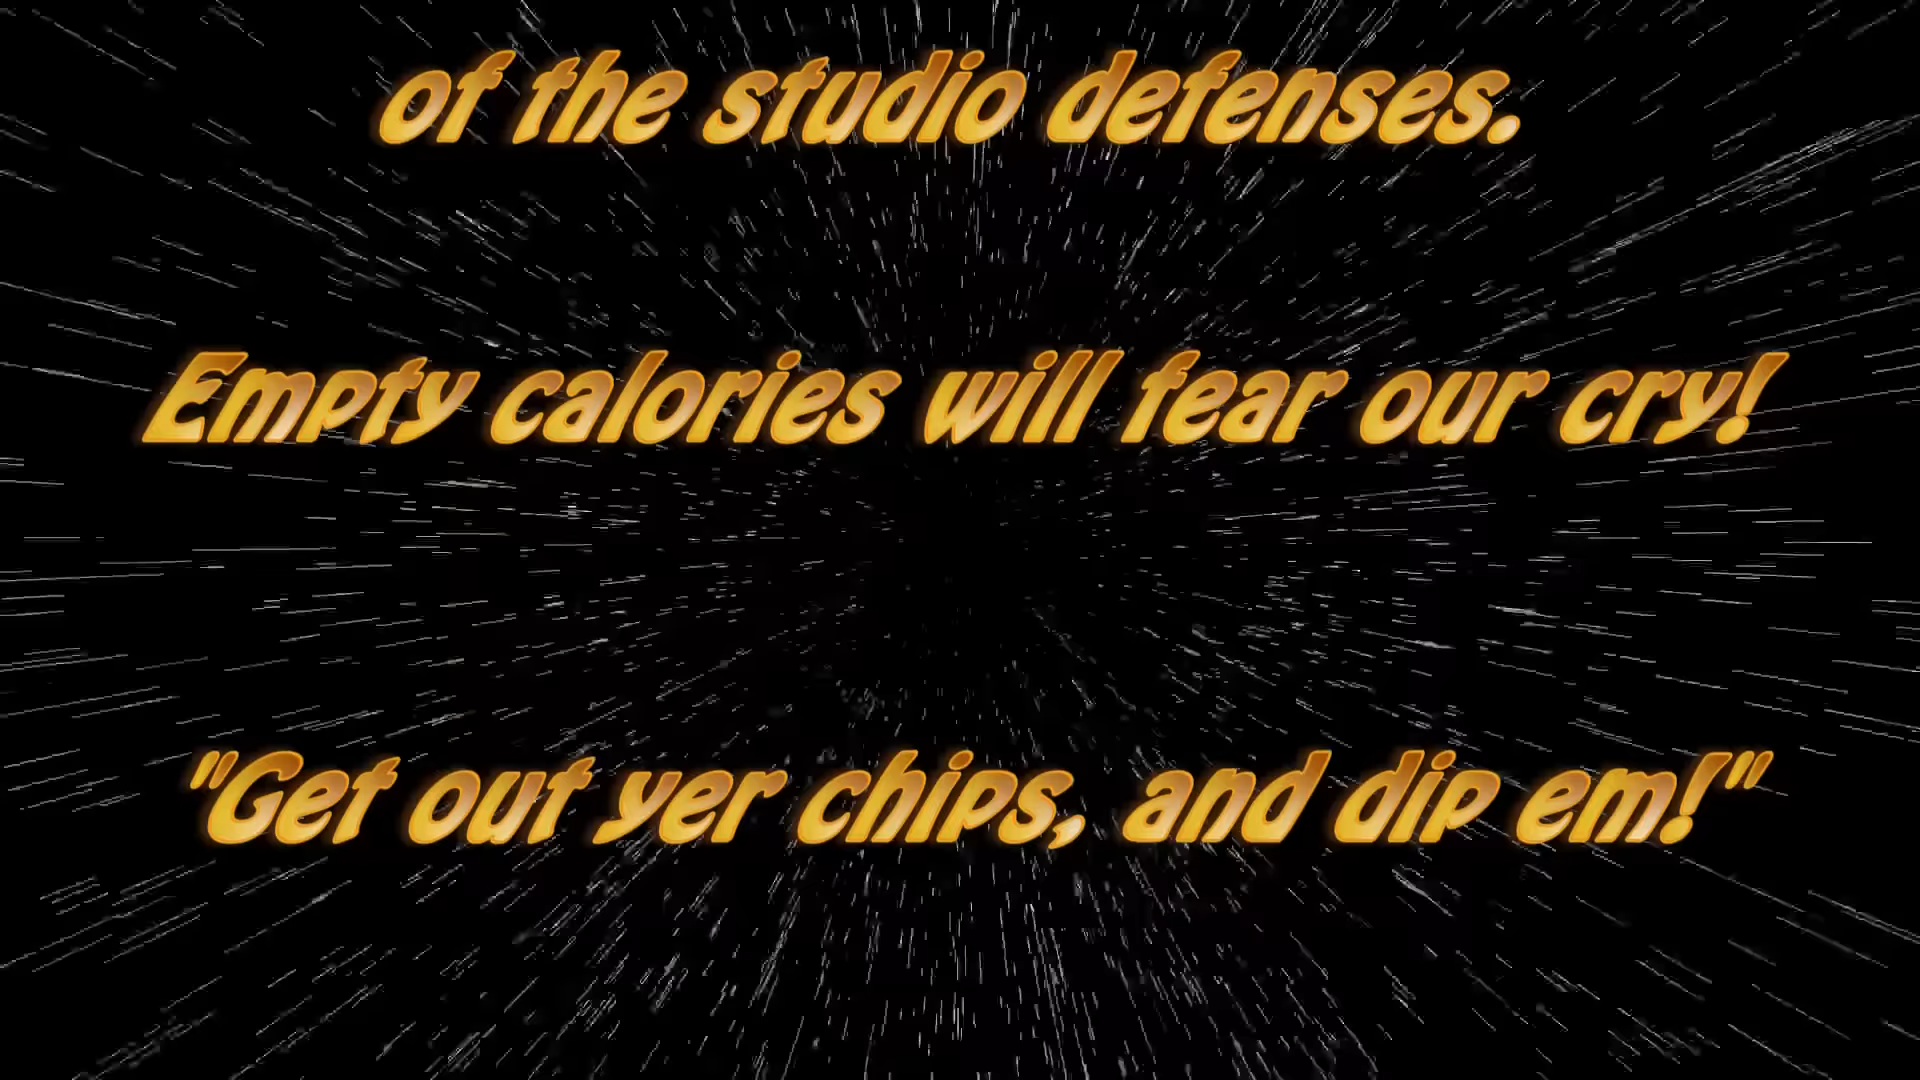 of the studio defenses.
Empty calories will fear our cry!
"Get out yer chips, and dip em!"